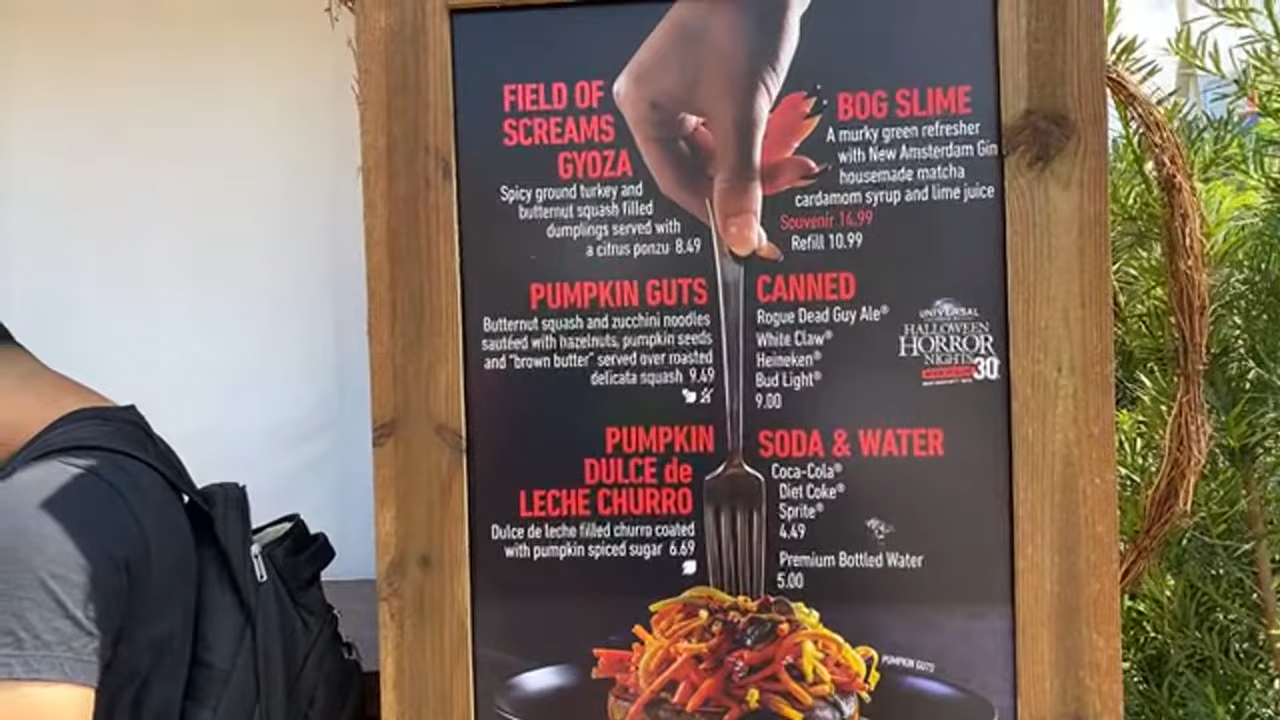 FIELD OF
SCREAMS
GYOZA
Spicy ground turkey and
butternut squash filled
dumplings served with
a citrus ponzu 8.49
PUMPKIN GUTS
Butternut squash and zucchini noodles
sautéed with hazelnuts, pumpkin seeds
and "brown butter" served over roasted
delicata squash 9.49
PUMPKIN
DULCE de
LECHE CHURRO
Dulce de leche filled churro coated
with pumpkin spiced sugar 6.69
BOG SLIME
A murky green refresher
with New Amsterdam Gin
housemade matcha
cardamom syrup and lime juice
Souvenir 14.99
Refill 10.99
CANNED
Rogue Dead Guy Ale®
White Claw®
Heineken®
Bud Light®
9.00
UNIVERSAL
HALLOWEEN
HORROR
NIGHTS
30
SODA & WATER
Coca-Cola®
Diet Coke®
Sprite®
4.49
Premium Bottled Water
5.00
PUMPKIN GUTS